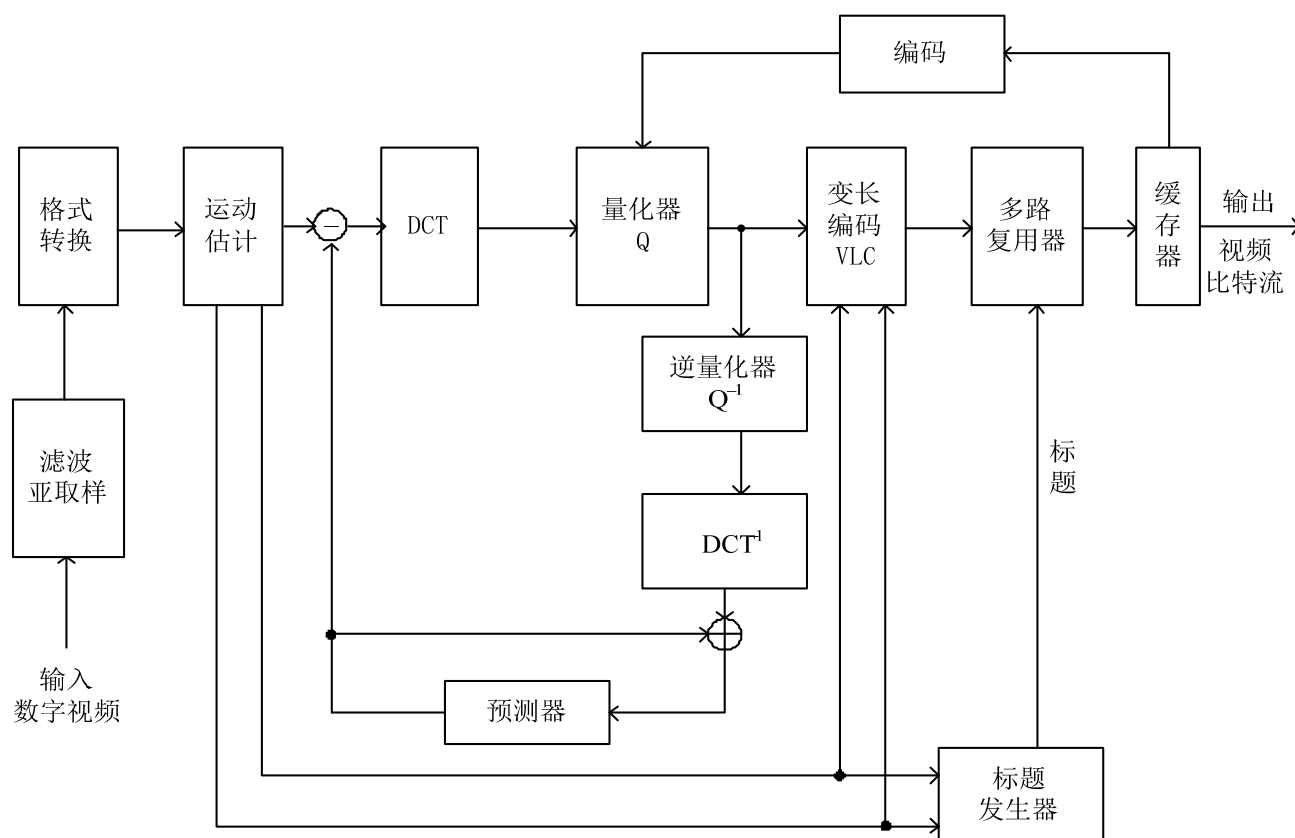 编码
格式
转换
运动
估计
−
DCT
量化器
Q
变长
编码
VLC
多路
复用器
缓
存
器
输出
视频
比特流
逆量化器
Q⁻¹
滤波
亚取样
DCT¹
标
题
输入
数字视频
预测器
标题
发生器